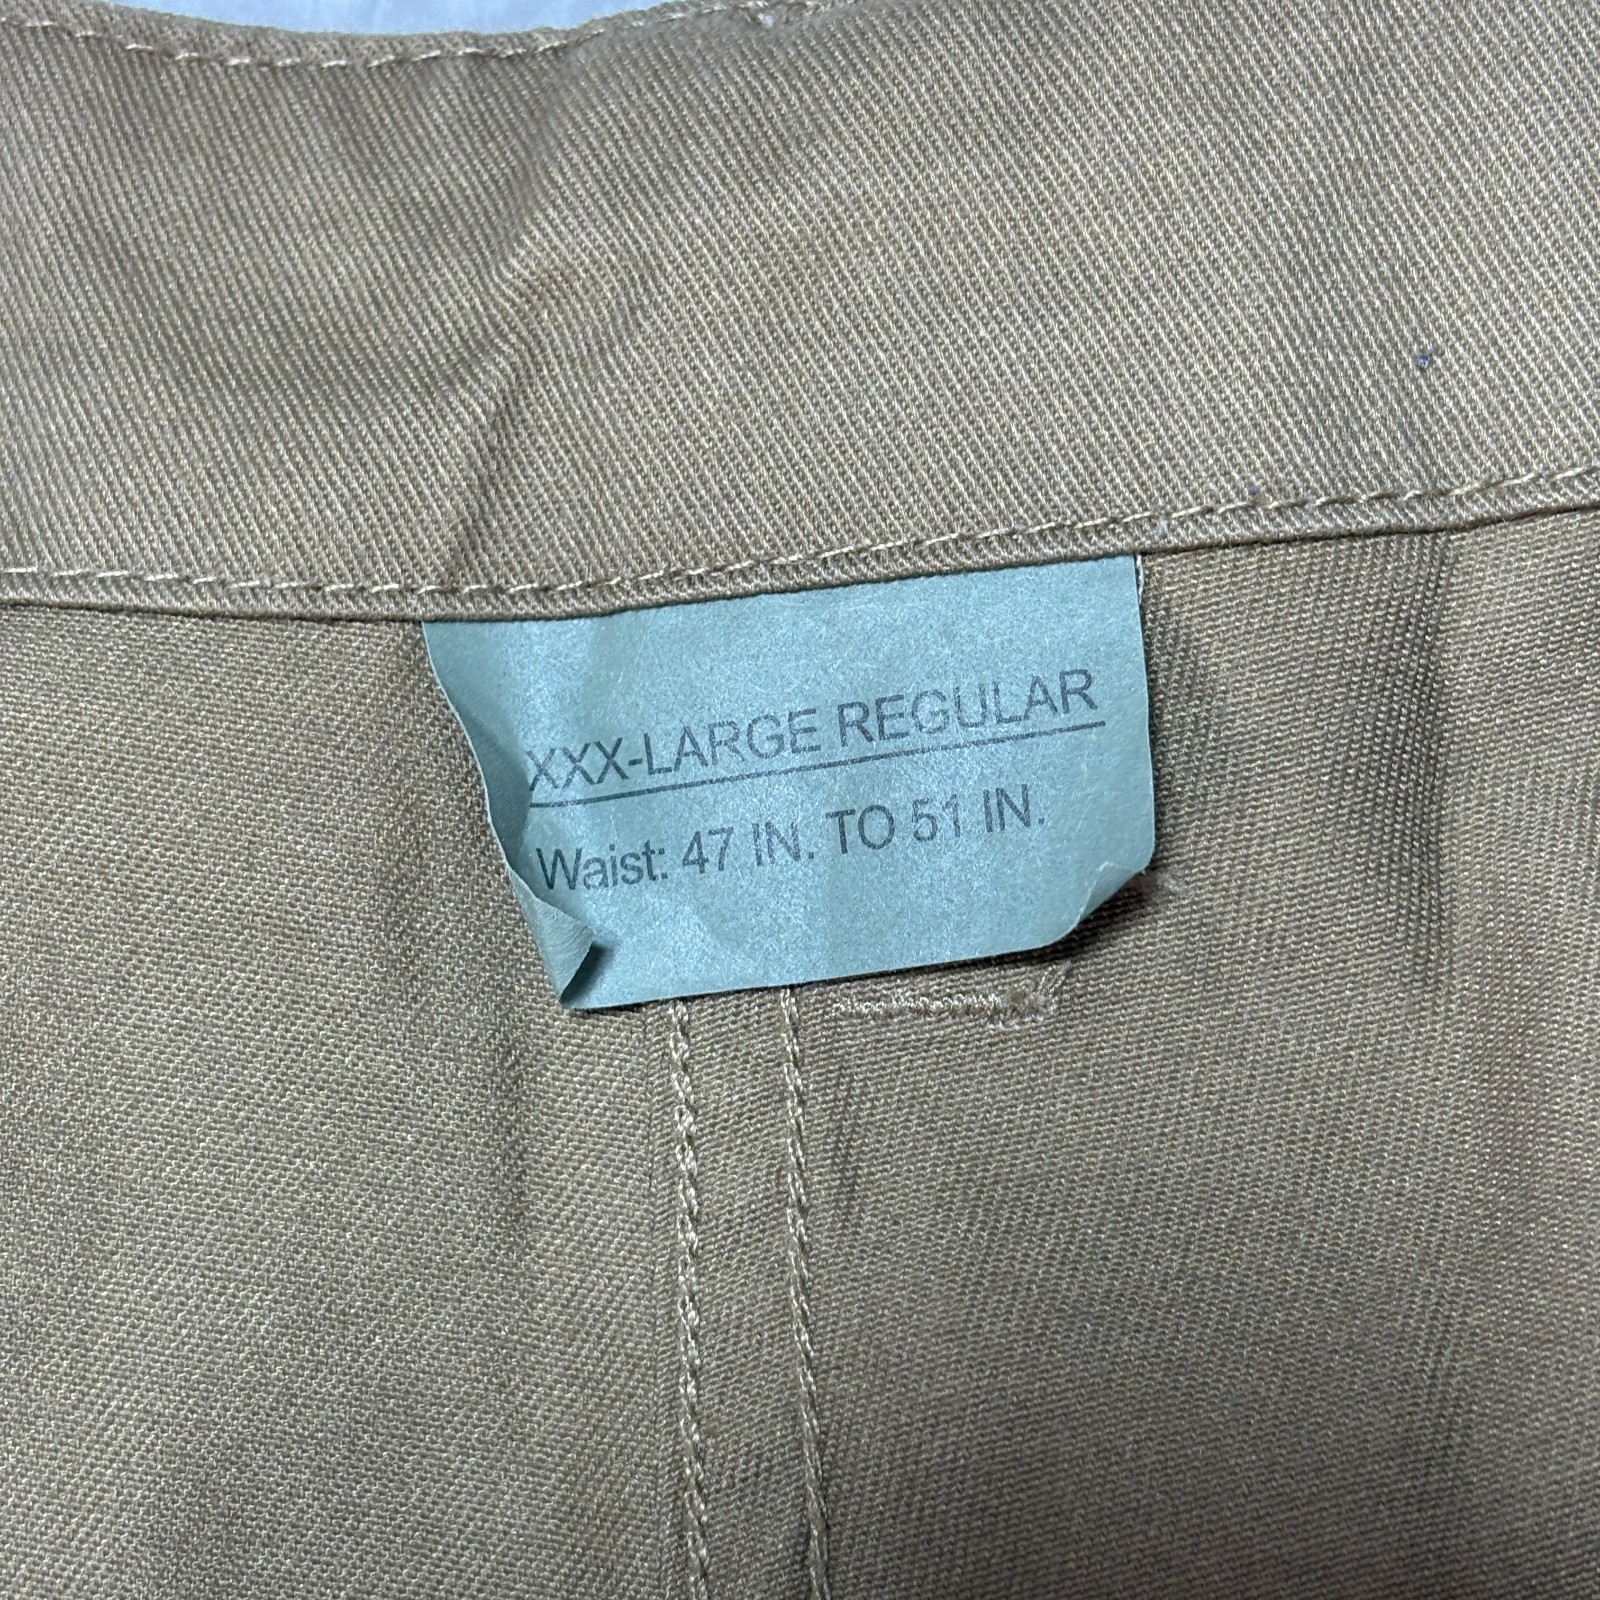 XXX-LARGE REGULAR
Waist: 47 IN. TO 51 IN.